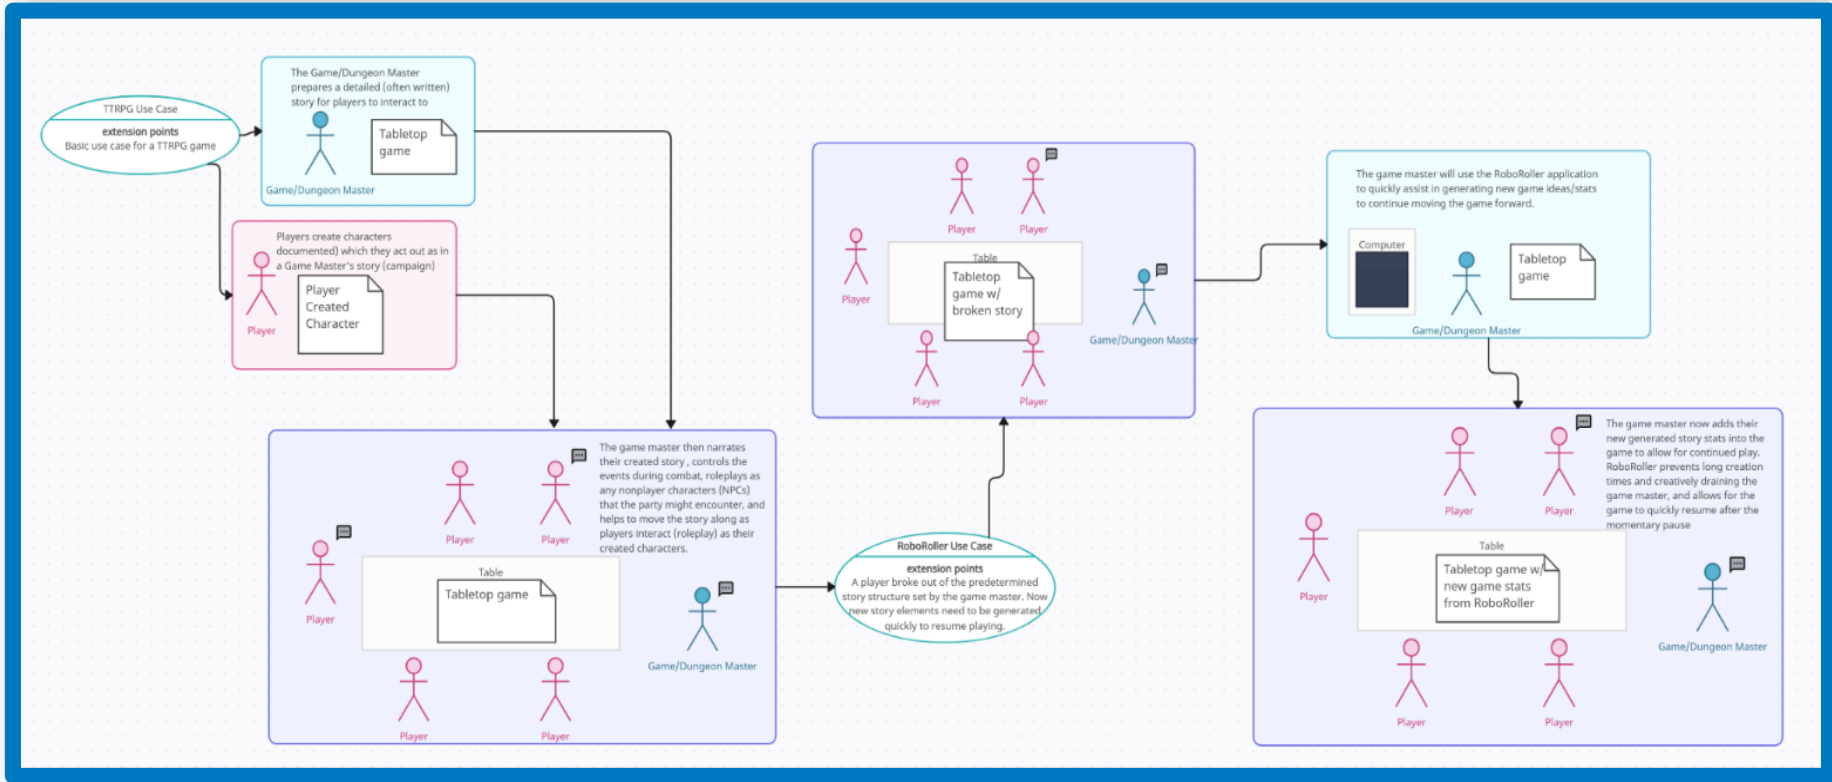 TTRPG Use Case
extension points
Basic use case for a TTRPG game
The Game/Dungeon Master
prepares a detailed (often written)
story for players to interact to
Tabletop
game
Game/Dungeon Master
Players create characters
documented) which they act out as in
a Game Master's story (campaign)
Player
Created
Character
Player
The game master then narrates
their created story , controls the
events during combat, roleplays as
any nonplayer characters (NPCs)
that the party might encounter, and
helps to move the story along as
players interact (roleplay) as their
created characters.
Player
Player
Player
Table
Tabletop game
Game/Dungeon Master
Player
Player
RoboRoller Use Case
extension points
A player broke out of the predetermined
story structure set by the game master. Now
new story elements need to be generated
quickly to resume playing.
Player
Player
Player
Table
Tabletop
game w/
broken story
Game/Dungeon Master
Player
Player
The game master will use the RoboRoller application
to quickly assist in generating new game ideas/stats
to continue moving the game forward.
Computer
Tabletop
game
Game/Dungeon Master
The game master now adds their
new generated story stats into the
game to allow for continued play.
RoboRoller prevents long creation
times and creatively draining the
game master, and allows for the
game to quickly resume after the
momentary pause
Player
Player
Player
Table
Tabletop game w/
new game stats
from RoboRoller
Game/Dungeon Master
Player
Player